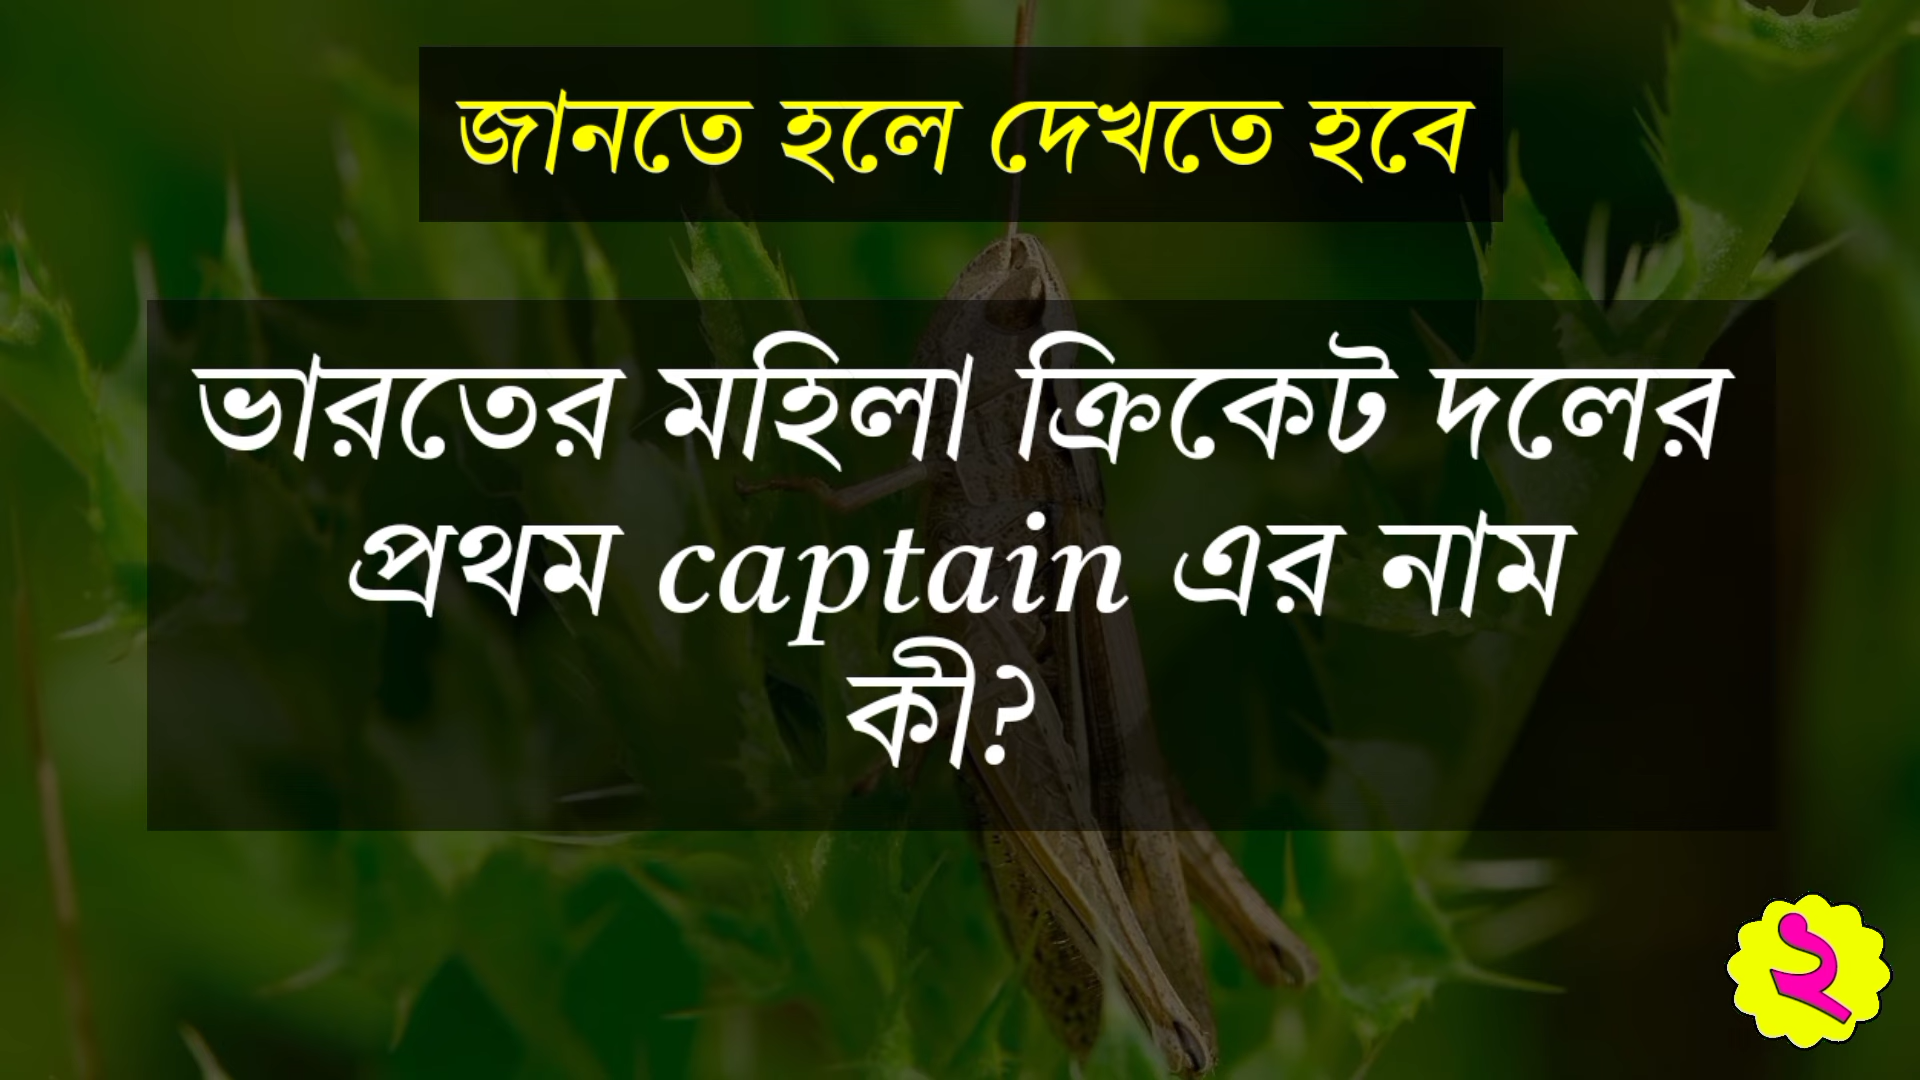 জানতে হলে দেখতে হবে
ভারতের মহিলা ক্রিকেট দলের
প্রথম captain এর নাম
কী?
২